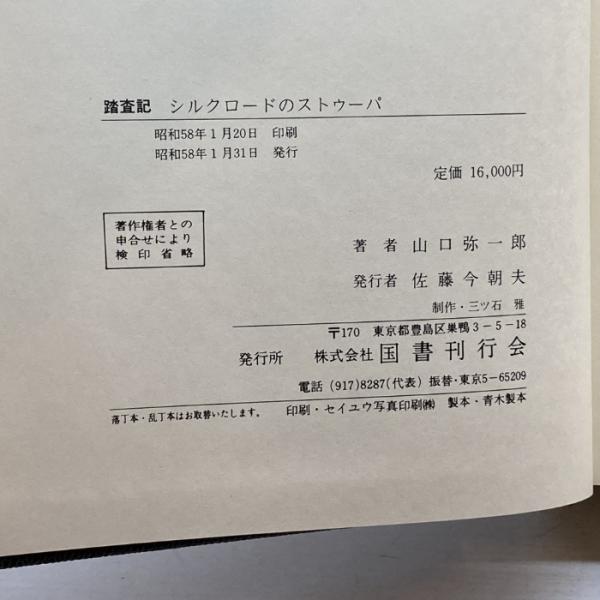 踏査記　シルクロードのストゥーパ
昭和58年1月20日　印刷
昭和58年1月31日　発行
定価 16,000円
著作権者との
申合せにより
検印省略
著者　山口弥一郎
発行者　佐藤今朝夫
制作・三ツ石　雅
〒170　東京都豊島区巣鴨3-5-18
発行所　株式会社 国書刊行会
電話 (917)8287(代表) 振替・東京5-65209
落丁本・乱丁本はお取替いたします。　印刷・セイユウ写真印刷㈱　製本・青木製本